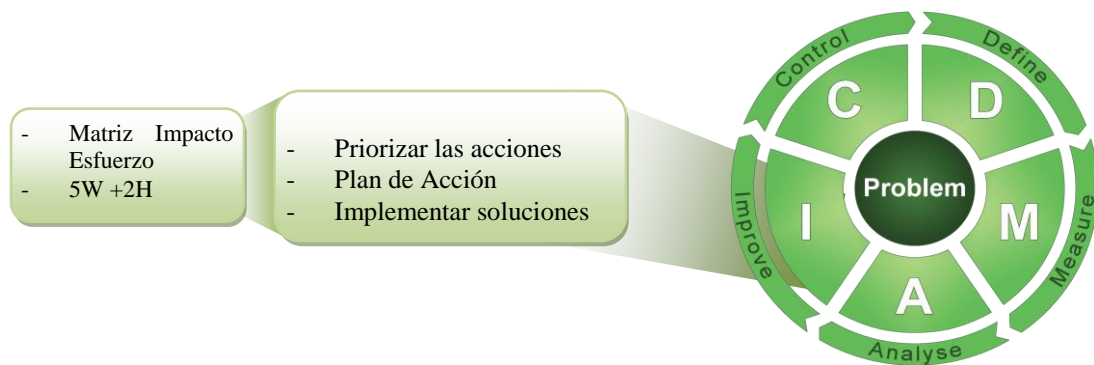 - Matriz Impacto
Esfuerzo
- 5W +2H
- Priorizar las acciones
- Plan de Acción
- Implementar soluciones
Control
Define
C
D
Problem
I
M
A
Improve
Measure
Analyse